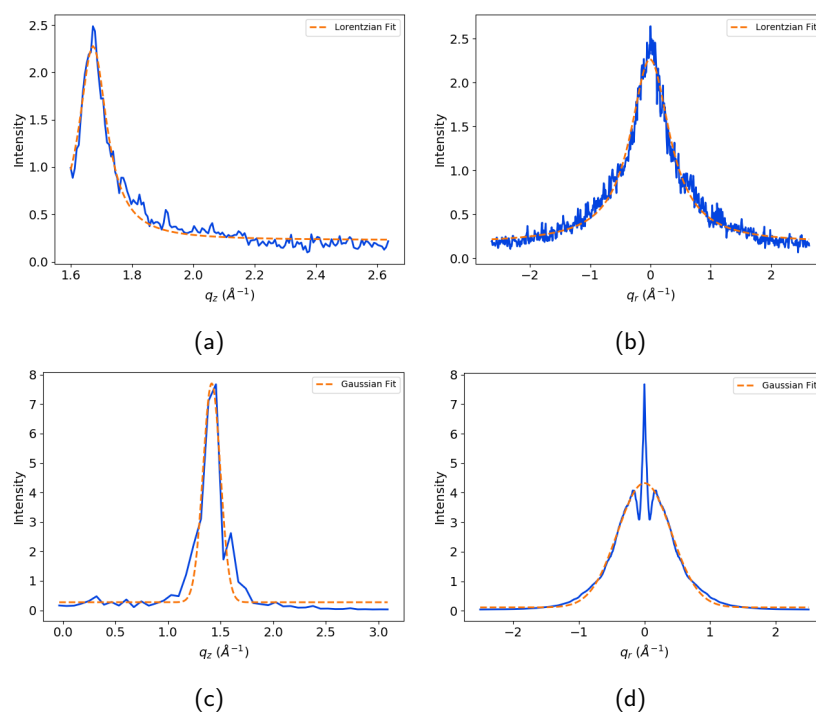 2.5
2.0
1.5
1.0
0.5
0.0
Intensity
1.6 1.8 2.0 2.2 2.4 2.6
q_z (Å⁻¹)
Lorentzian Fit
(a)
2.5
2.0
1.5
1.0
0.5
0.0
Intensity
−2 −1 0 1 2
q_r (Å⁻¹)
Lorentzian Fit
(b)
8
7
6
5
4
3
2
1
0
Intensity
0.0 0.5 1.0 1.5 2.0 2.5 3.0
q_z (Å⁻¹)
Gaussian Fit
(c)
8
7
6
5
4
3
2
1
0
Intensity
−2 −1 0 1 2
q_r (Å⁻¹)
Gaussian Fit
(d)